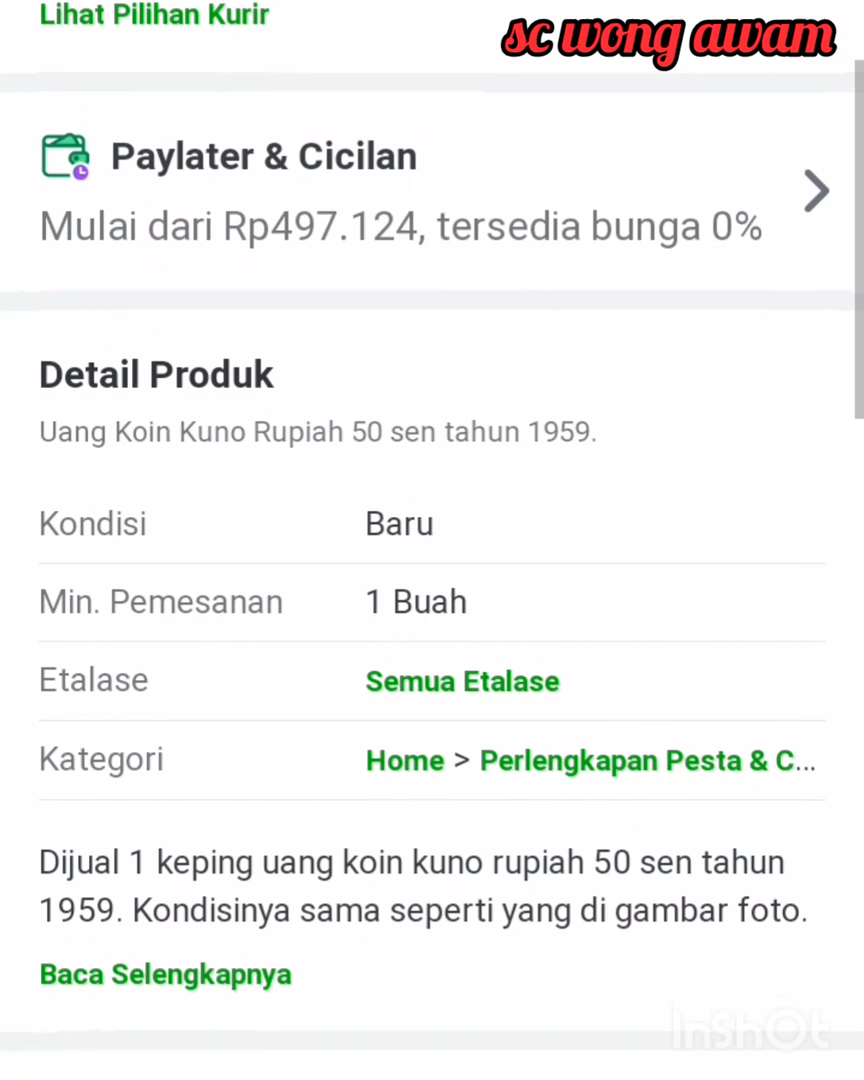 Lihat Pilihan Kurir
sc wong awam
Paylater & Cicilan
Mulai dari Rp497.124, tersedia bunga 0%
Detail Produk
Uang Koin Kuno Rupiah 50 sen tahun 1959.
Kondisi Baru
Min. Pemesanan 1 Buah
Etalase Semua Etalase
Kategori Home > Perlengkapan Pesta & C...
Dijual 1 keping uang koin kuno rupiah 50 sen tahun
1959. Kondisinya sama seperti yang di gambar foto.
Baca Selengkapnya
InShOt